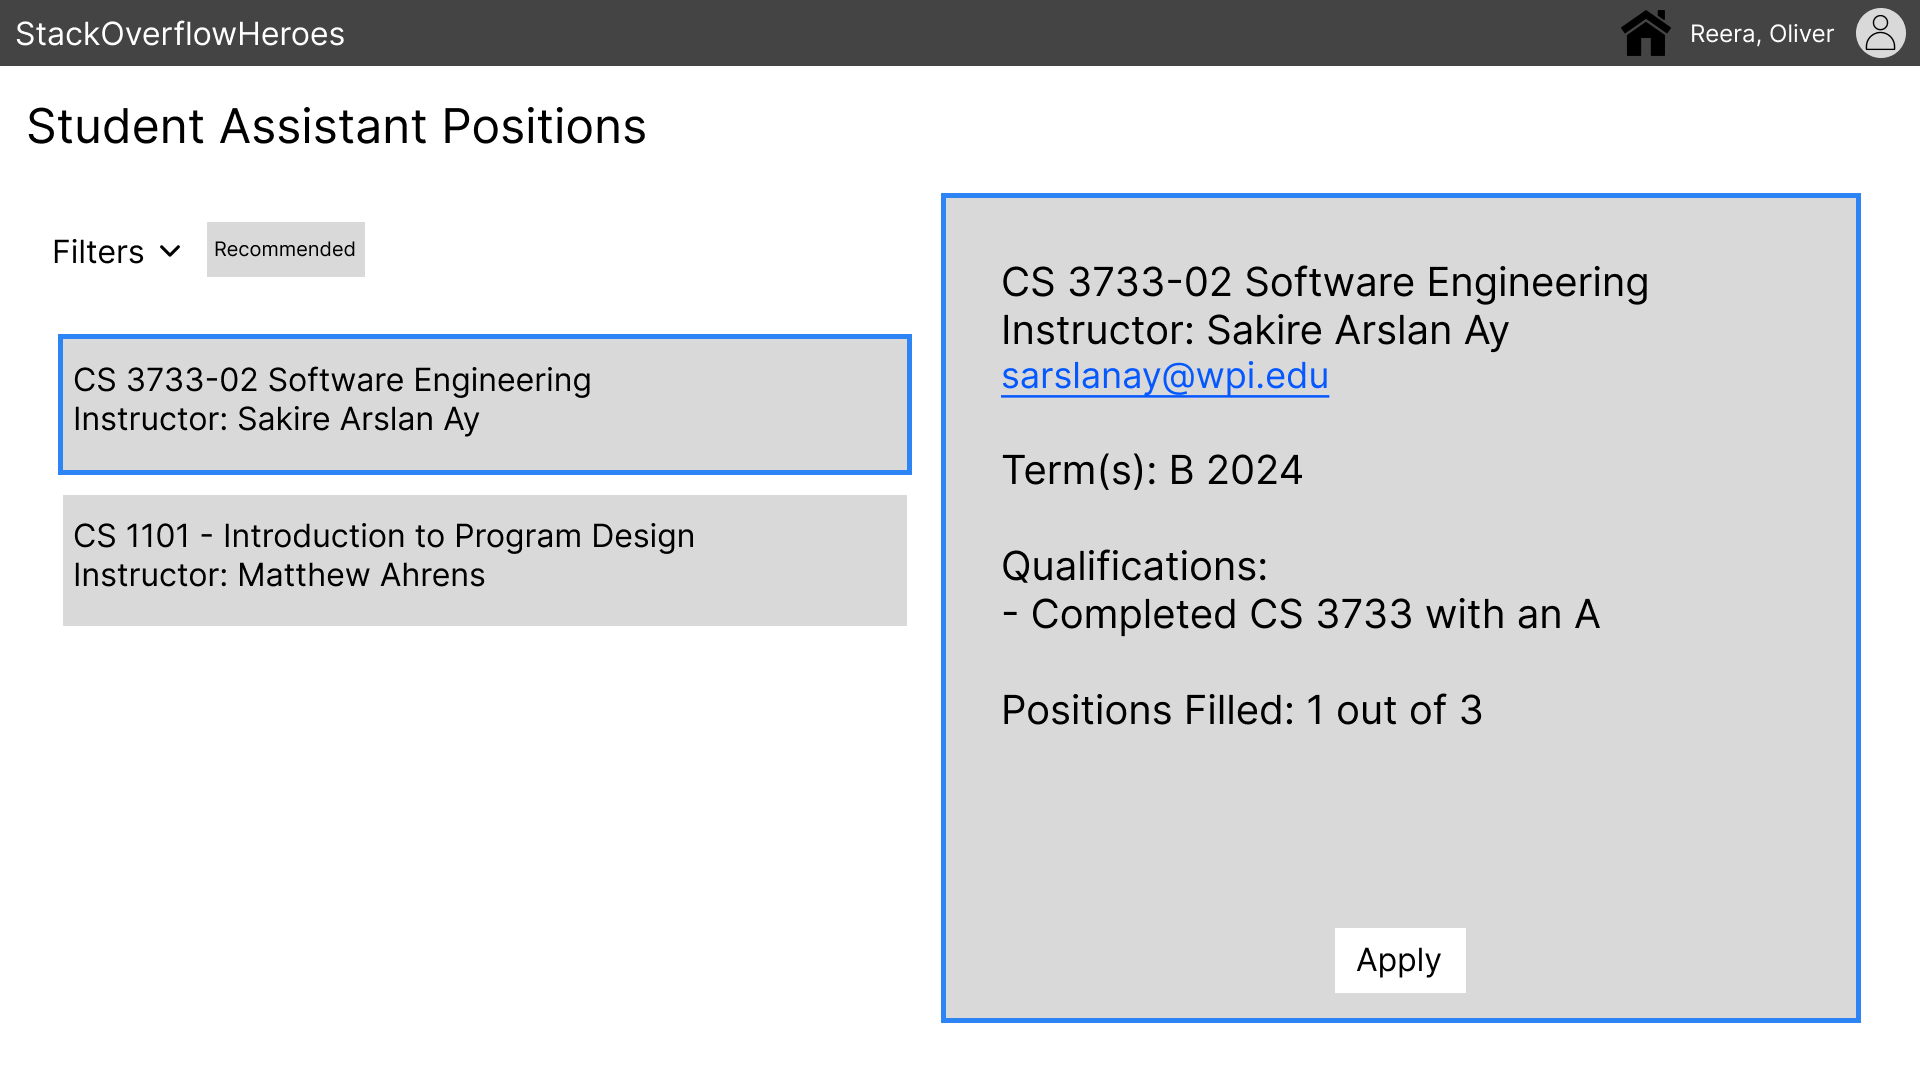 StackOverflowHeroes
Reera, Oliver
Student Assistant Positions
Filters
Recommended
CS 3733-02 Software Engineering
Instructor: Sakire Arslan Ay
CS 1101 - Introduction to Program Design
Instructor: Matthew Ahrens
CS 3733-02 Software Engineering
Instructor: Sakire Arslan Ay
sarslanay@wpi.edu
Term(s): B 2024
Qualifications:
- Completed CS 3733 with an A
Positions Filled: 1 out of 3
Apply